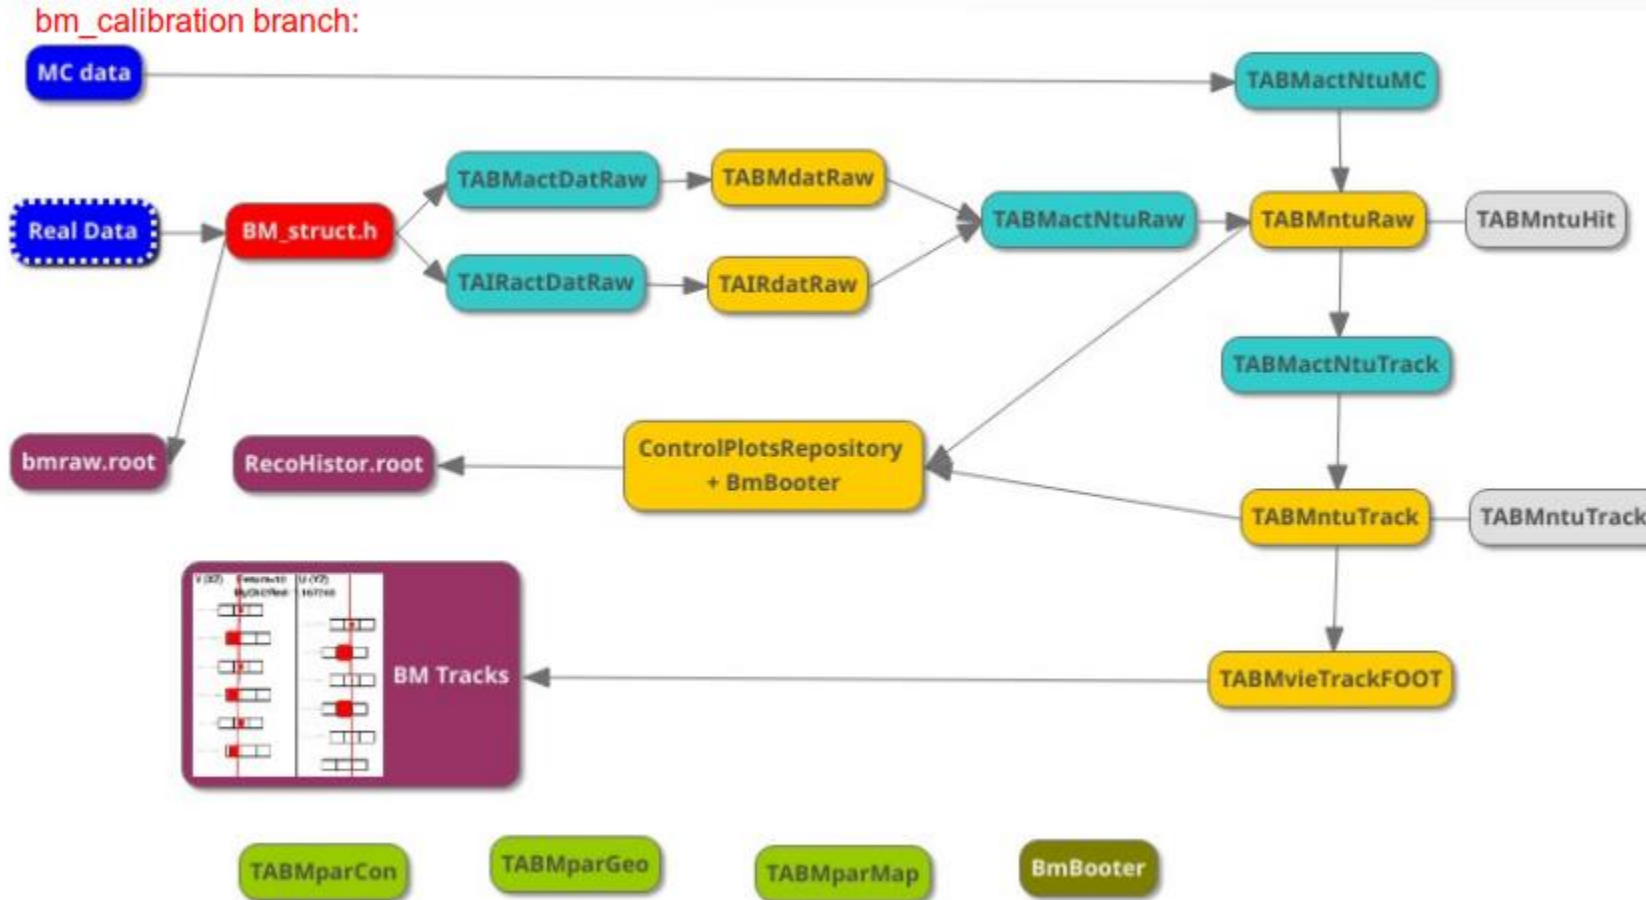 bm_calibration branch:
MC data
TABMactNtuMC
TABMactDatRaw
TABMdatRaw
Real Data
BM_struct.h
TABMactNtuRaw
TABMntuRaw
TABMntuHit
TAIRactDatRaw
TAIRdatRaw
TABMactNtuTrack
bmraw.root
RecoHistor.root
ControlPlotsRepository
+ BmBooter
TABMntuTrack
TABMntuTrack
BM Tracks
TABMvieTrackFOOT
TABMparCon
TABMparGeo
TABMparMap
BmBooter